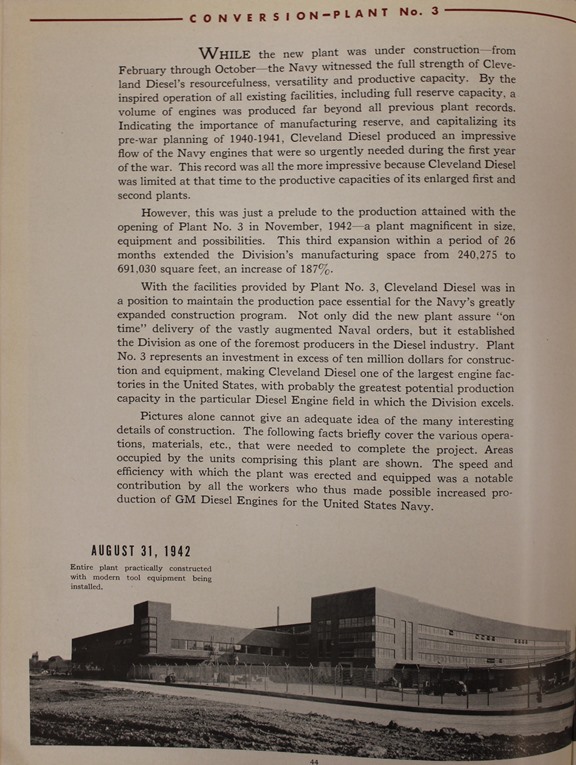 CONVERSION—PLANT No. 3
WHILE the new plant was under construction—from
February through October—the Navy witnessed the full strength of Cleve-
land Diesel's resourcefulness, versatility and productive capacity. By the
inspired operation of all existing facilities, including full reserve capacity, a
volume of engines was produced far beyond all previous plant records.
Indicating the importance of manufacturing reserve, and capitalizing its
pre-war planning of 1940-1941, Cleveland Diesel produced an impressive
flow of the Navy engines that were so urgently needed during the first year
of the war. This record was all the more impressive because Cleveland Diesel
was limited at that time to the productive capacities of its enlarged first and
second plants.
However, this was just a prelude to the production attained with the
opening of Plant No. 3 in November, 1942—a plant magnificent in size,
equipment and possibilities. This third expansion within a period of 26
months extended the Division's manufacturing space from 240,275 to
691,030 square feet, an increase of 187%.
With the facilities provided by Plant No. 3, Cleveland Diesel was in
a position to maintain the production pace essential for the Navy's greatly
expanded construction program. Not only did the new plant assure "on
time" delivery of the vastly augmented Naval orders, but it established
the Division as one of the foremost producers in the Diesel industry. Plant
No. 3 represents an investment in excess of ten million dollars for construc-
tion and equipment, making Cleveland Diesel one of the largest engine fac-
tories in the United States, with probably the greatest potential production
capacity in the particular Diesel Engine field in which the Division excels.
Pictures alone cannot give an adequate idea of the many interesting
details of construction. The following facts briefly cover the various opera-
tions, materials, etc., that were needed to complete the project. Areas
occupied by the units comprising this plant are shown. The speed and
efficiency with which the plant was erected and equipped was a notable
contribution by all the workers who thus made possible increased pro-
duction of GM Diesel Engines for the United States Navy.
AUGUST 31, 1942
Entire plant practically constructed
with modern tool equipment being
installed.
44